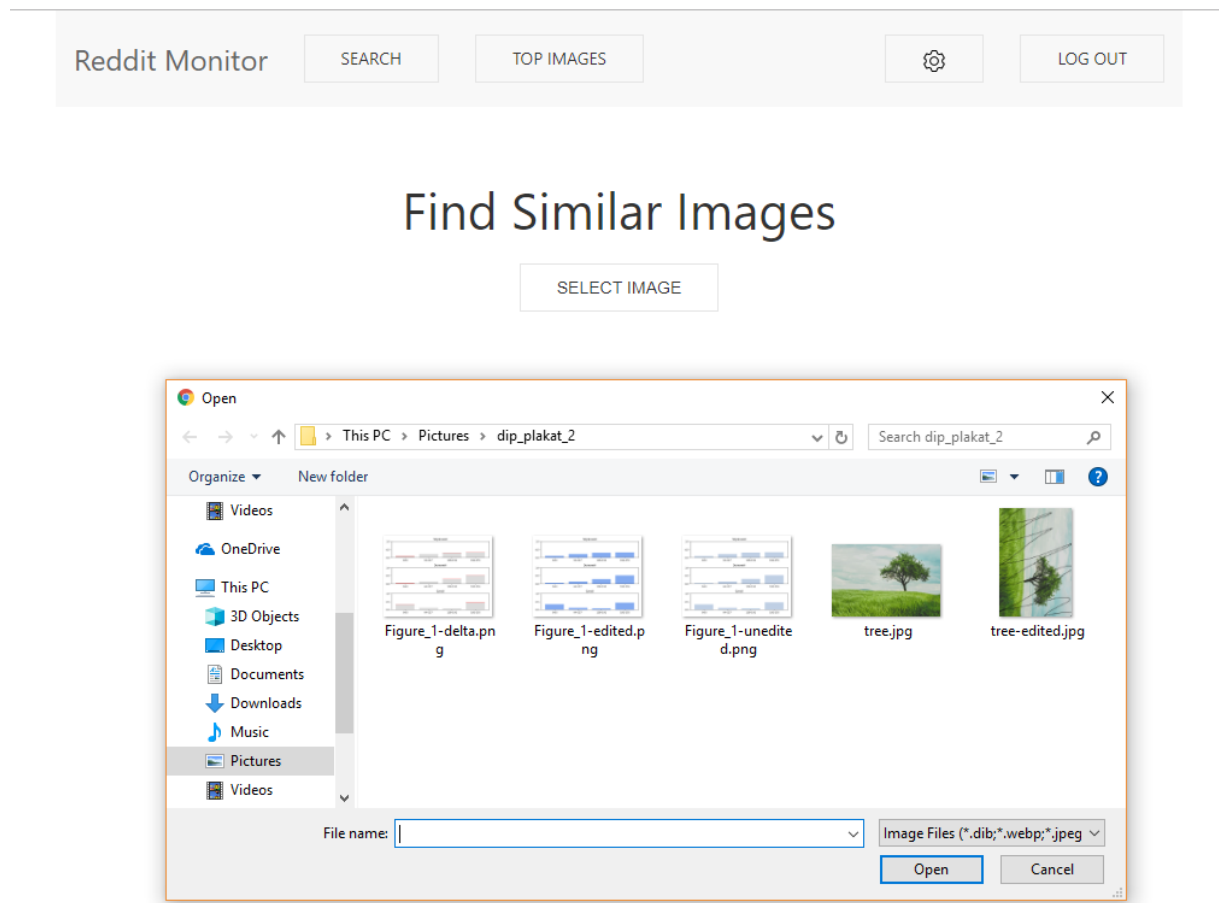 Reddit Monitor SEARCH TOP IMAGES LOG OUT
Find Similar Images
SELECT IMAGE
Open
This PC > Pictures > dip_plakat_2 Search dip_plakat_2
Organize New folder
Videos
OneDrive
This PC
3D Objects
Desktop
Documents
Downloads
Music
Pictures
Videos
Figure_1-delta.pn
g
Figure_1-edited.p
ng
Figure_1-unedite
d.png
tree.jpg
tree-edited.jpg
File name: Image Files (*.dib;*.webp;*.jpeg
Open Cancel